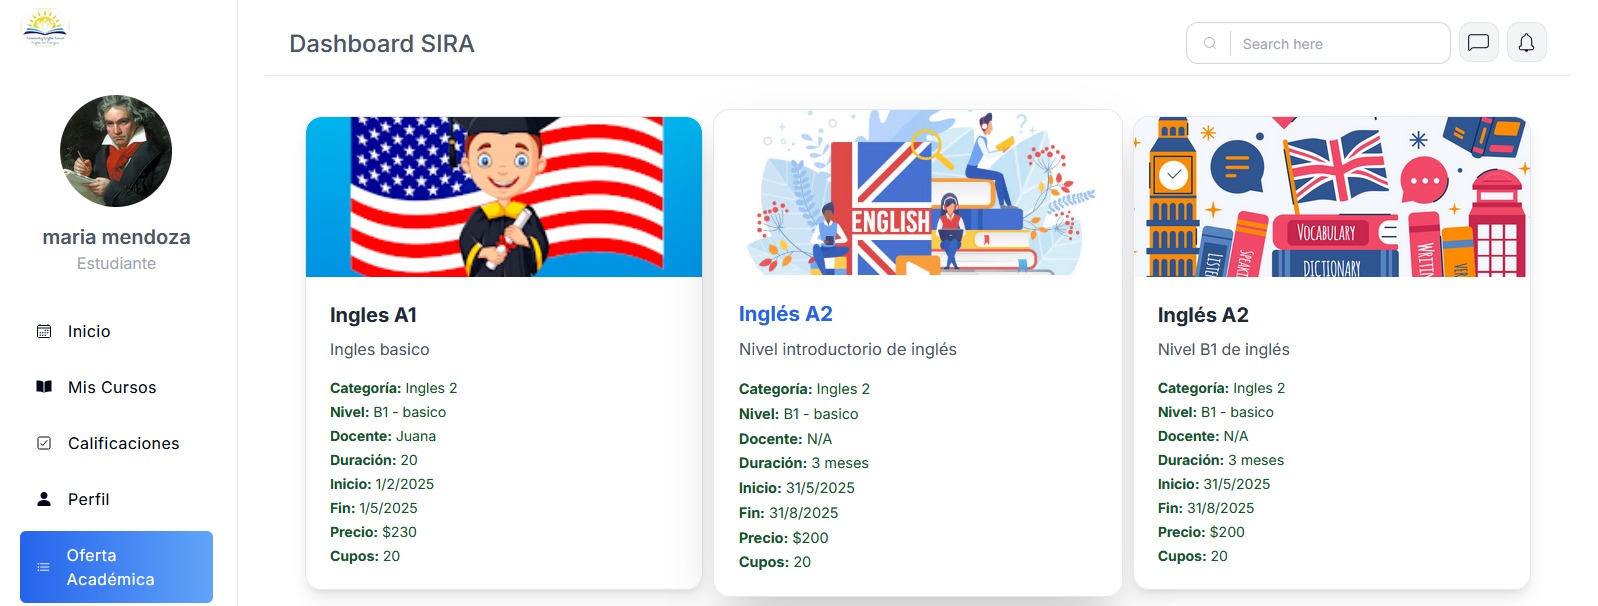 Dashboard SIRA
Search here
maria mendoza
Estudiante
Inicio
Mis Cursos
Calificaciones
Perfil
Oferta
Académica
ENGLISH
VOCABULARY
DICTIONARY
Ingles A1
Ingles basico
Categoría: Ingles 2
Nivel: B1 - basico
Docente: Juana
Duración: 20
Inicio: 1/2/2025
Fin: 1/5/2025
Precio: $230
Cupos: 20
Inglés A2
Nivel introductorio de inglés
Categoría: Ingles 2
Nivel: B1 - basico
Docente: N/A
Duración: 3 meses
Inicio: 31/5/2025
Fin: 31/8/2025
Precio: $200
Cupos: 20
Inglés A2
Nivel B1 de inglés
Categoría: Ingles 2
Nivel: B1 - basico
Docente: N/A
Duración: 3 meses
Inicio: 31/5/2025
Fin: 31/8/2025
Precio: $200
Cupos: 20